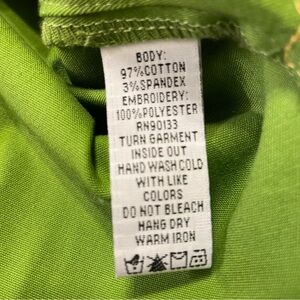 BODY:
97%COTTON
3%SPANDEX
EMBROIDERY:
100%POLYESTER
RN90133
TURN GARMENT
INSIDE OUT
HAND WASH COLD
WITH LIKE
COLORS
DO NOT BLEACH
HANG DRY
WARM IRON